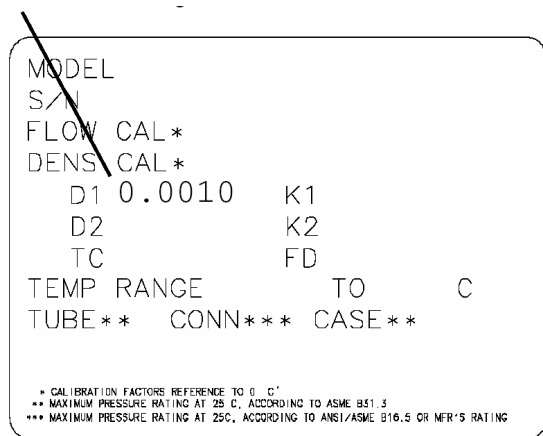 MODEL
S/N
FLOW CAL*
DENS CAL*
D1 0.0010 K1
D2 K2
TC FD
TEMP RANGE TO C
TUBE** CONN*** CASE**
* CALIBRATION FACTORS REFERENCE TO 0 C
** MAXIMUM PRESSURE RATING AT 25 C, ACCORDING TO ASME B31.3
*** MAXIMUM PRESSURE RATING AT 25C, ACCORDING TO ANSI/ASME B16.5 OR MFR'S RATING